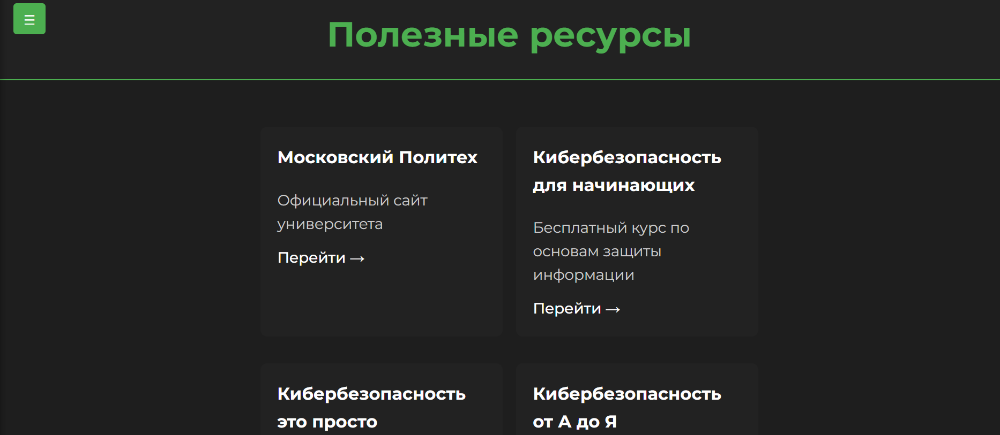 ☰
Полезные ресурсы
Московский Политех
Официальный сайт
университета
Перейти →
Кибербезопасность
для начинающих
Бесплатный курс по
основам защиты
информации
Перейти →
Кибербезопасность
это просто
Кибербезопасность
от А до Я